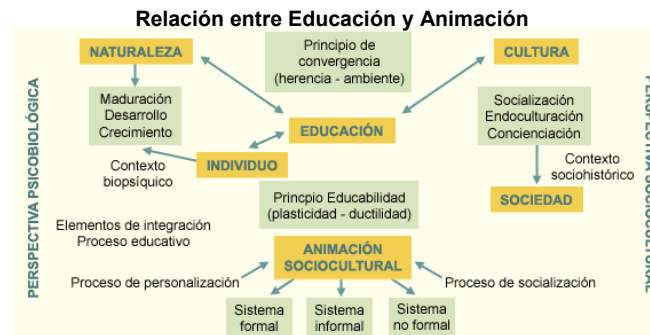 Relación entre Educación y Animación
NATURALEZA
Principio de
convergencia
(herencia - ambiente)
CULTURA
PERSPECTIVA PSICOBIOLÓGICA
PERSPECTIVA SOCIOCULTURAL
Maduración
Desarrollo
Crecimiento
Socialización
Endoculturación
Concienciación
EDUCACIÓN
Contexto
biopsíquico
INDIVIDUO
Contexto
sociohistórico
Princpio Educabilidad
(plasticidad - ductilidad)
SOCIEDAD
Elementos de integración
Proceso educativo
ANIMACIÓN
SOCIOCULTURAL
Proceso de personalización
Proceso de socialización
Sistema
formal
Sistema
informal
Sistema
no formal